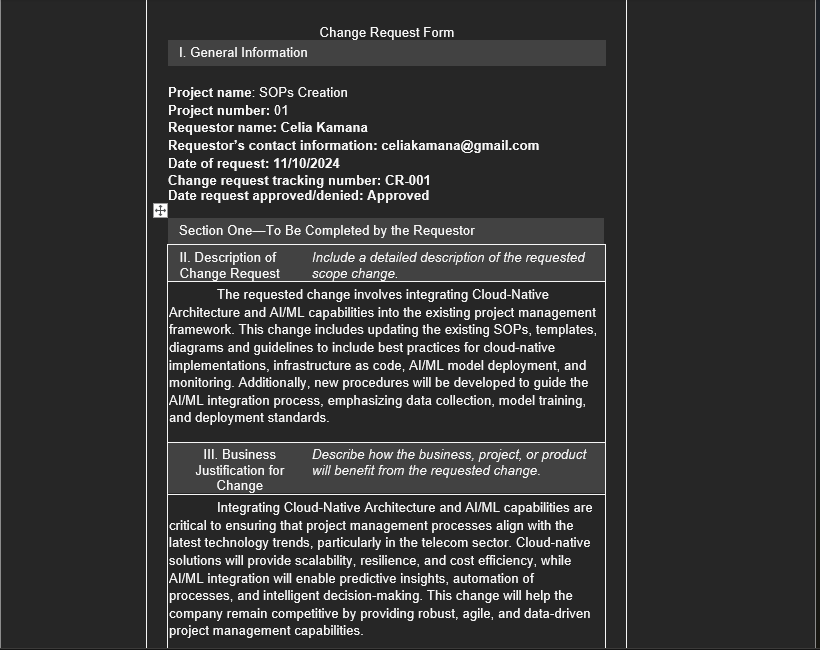 Change Request Form
I. General Information
Project name: SOPs Creation
Project number: 01
Requestor name: Celia Kamana
Requestor’s contact information: celiakamana@gmail.com
Date of request: 11/10/2024
Change request tracking number: CR-001
Date request approved/denied: Approved
Section One—To Be Completed by the Requestor
II. Description of
Change Request
Include a detailed description of the requested
scope change.
The requested change involves integrating Cloud-Native
Architecture and AI/ML capabilities into the existing project management
framework. This change includes updating the existing SOPs, templates,
diagrams and guidelines to include best practices for cloud-native
implementations, infrastructure as code, AI/ML model deployment, and
monitoring. Additionally, new procedures will be developed to guide the
AI/ML integration process, emphasizing data collection, model training,
and deployment standards.
III. Business
Justification for
Change
Describe how the business, project, or product
will benefit from the requested change.
Integrating Cloud-Native Architecture and AI/ML capabilities are
critical to ensuring that project management processes align with the
latest technology trends, particularly in the telecom sector. Cloud-native
solutions will provide scalability, resilience, and cost efficiency, while
AI/ML integration will enable predictive insights, automation of
processes, and intelligent decision-making. This change will help the
company remain competitive by providing robust, agile, and data-driven
project management capabilities.